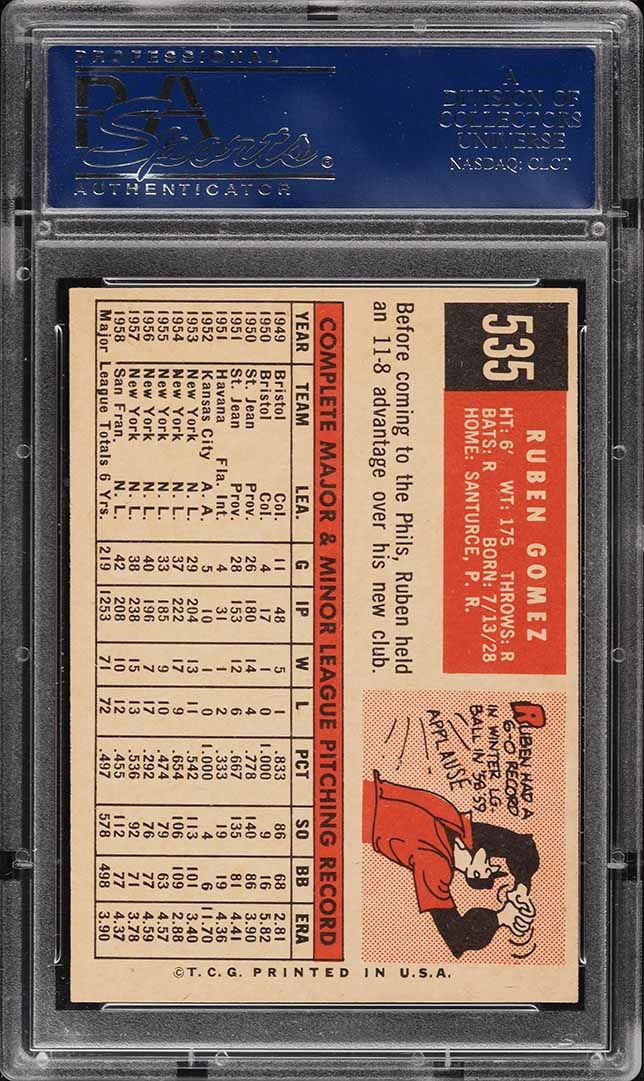 PROFESSIONAL
PSA
Sports®
AUTHENTICATOR
A
DIVISION OF
COLLECTORS
UNIVERSE
NASDAQ: CLCT
535
RUBEN GOMEZ
HT: 6' WT: 175 THROWS: R
BATS: R BORN: 7/13/28
HOME: SANTURCE, P. R.
RUBEN HAD A
6-0 RECORD
IN WINTER LG.
BALL IN '58-'59.
APPLAUSE
Before coming to the Phils, Ruben held
an 11-8 advantage over his new club.
COMPLETE MAJOR & MINOR LEAGUE PITCHING RECORD
YEAR TEAM LEA. G IP W L PCT SO BB ERA
1949 Bristol Col. 11 48 5 1 .833 86 68 2.81
1950 Bristol Col. 4 17 1 0 1.000 9 16 5.82
1950 St. Jean Prov. 26 180 14 4 .778 140 86 3.90
1951 St. Jean Prov. 28 153 12 6 .667 135 81 4.41
1951 Havana Fla. Int. 4 31 1 2 .333 19 19 4.36
1952 Kansas City A. A. 5 10 1 0 1.000 4 6 11.70
1953 New York N. L. 29 204 13 11 .542 113 101 3.40
1954 New York N. L. 37 222 17 9 .654 106 109 2.88
1955 New York N. L. 33 185 9 10 .474 79 63 4.57
1956 New York N. L. 40 196 7 17 .292 76 77 4.59
1957 New York N. L. 38 238 15 13 .536 92 71 3.78
1958 San Fran. N. L. 42 208 10 12 .455 112 77 4.37
Major League Totals 6 Yrs. 219 1253 71 72 .497 578 498 3.90
©T. C. G. PRINTED IN U.S.A.